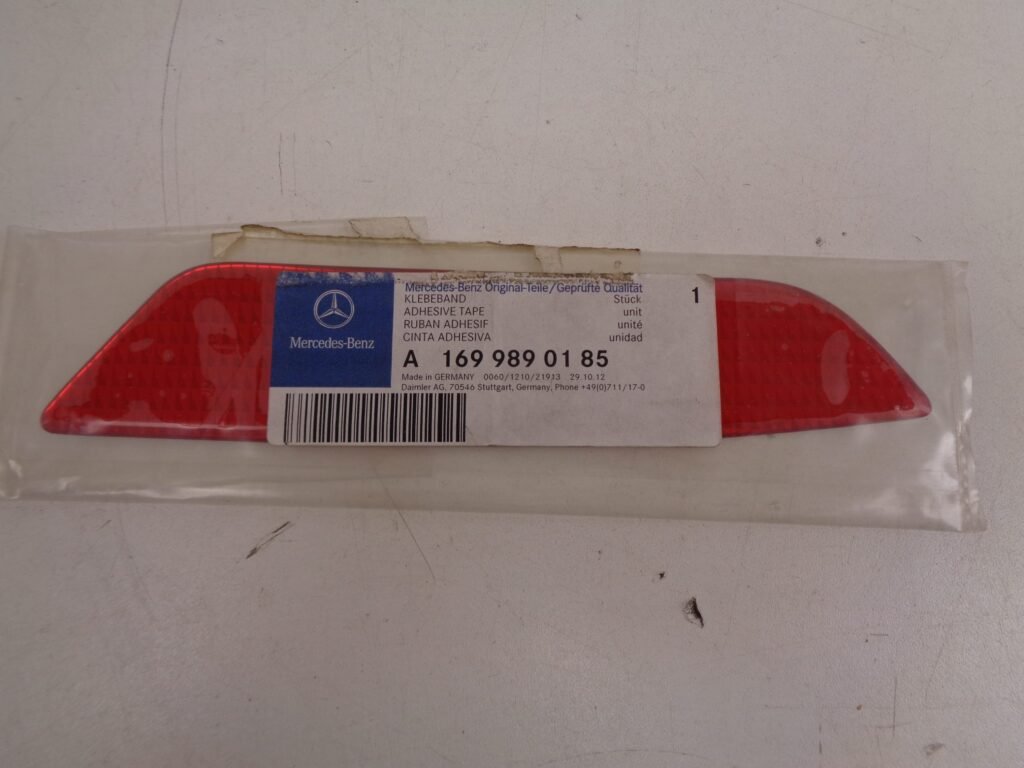 Mercedes-Benz Original-Teile/Geprüfte Qualität 1
KLEBEBAND Stück
ADHESIVE TAPE unit
RUBAN ADHESIF unité
CINTA ADHESIVA unidad
Mercedes-Benz
A 169 989 01 85
Made in GERMANY 0060/1210/21913 29.10.12
Daimler AG, 70546 Stuttgart, Germany, Phone +49(0)711/17-0